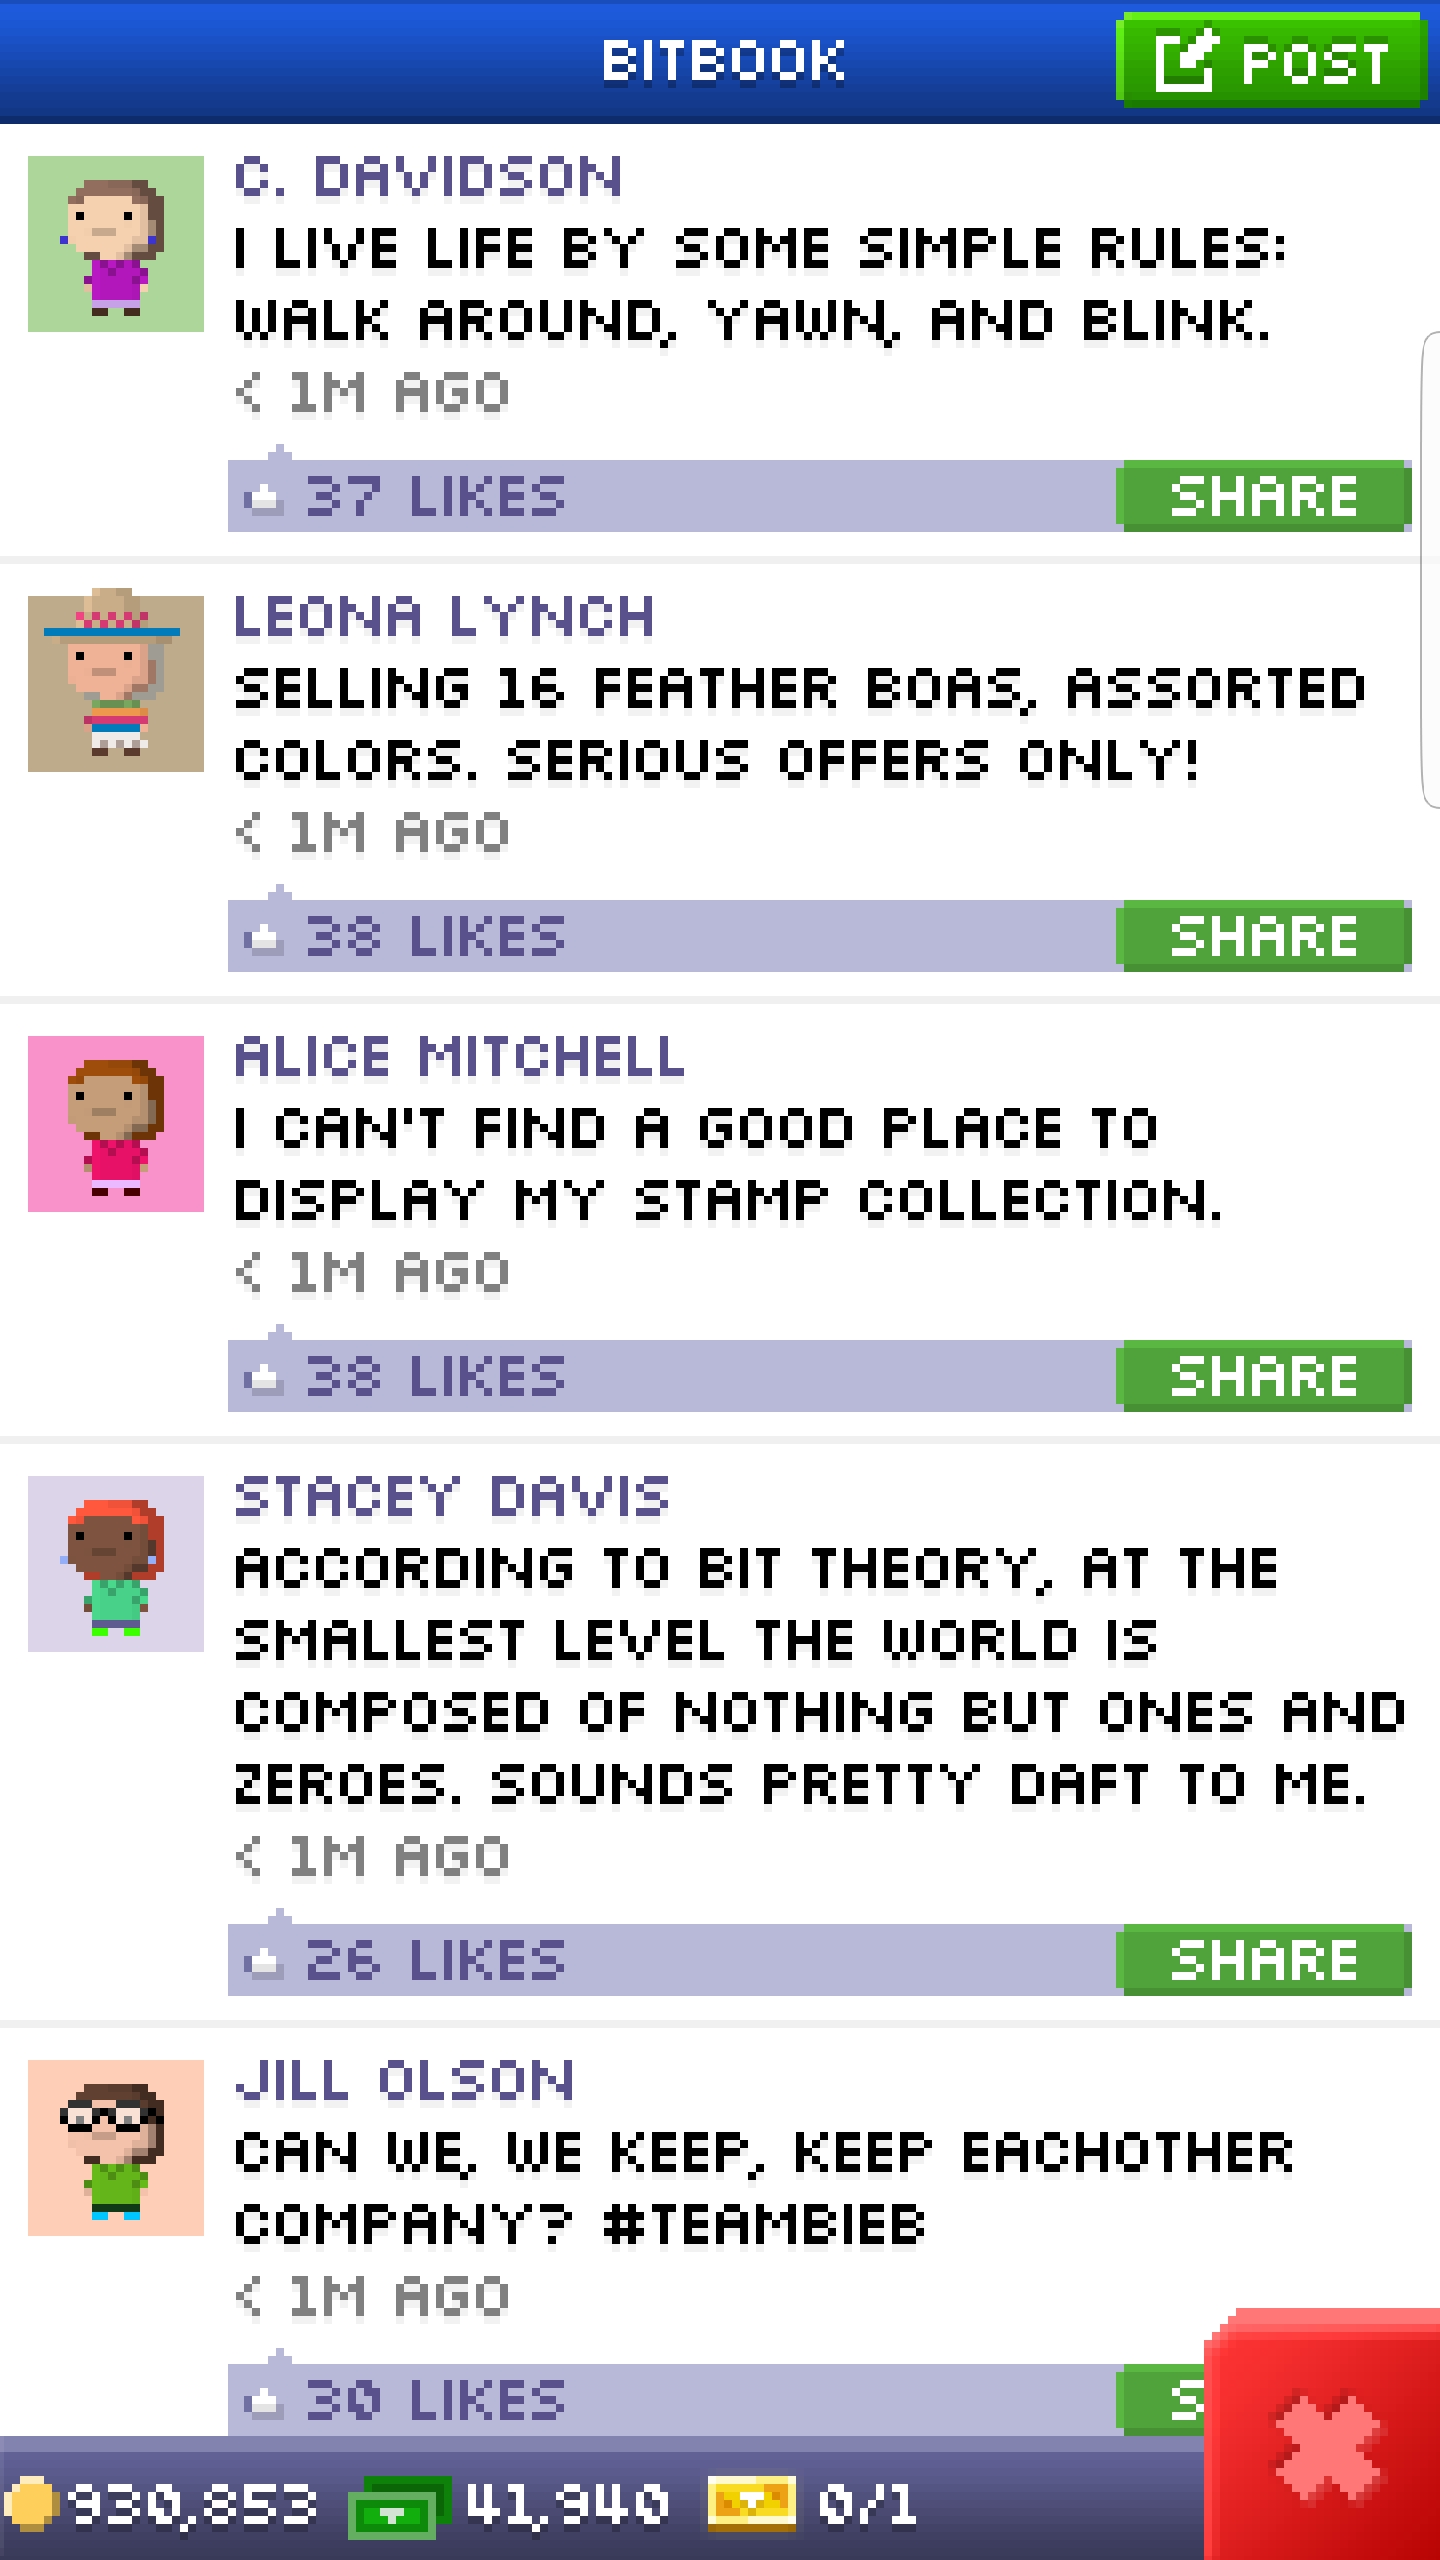 BITBOOK
POST
C. DAVIDSON
I LIVE LIFE BY SOME SIMPLE RULES:
WALK AROUND, YAWN, AND BLINK.
< 1M AGO
37 LIKES
SHARE
LEONA LYNCH
SELLING 16 FEATHER BOAS, ASSORTED
COLORS. SERIOUS OFFERS ONLY!
< 1M AGO
38 LIKES
SHARE
ALICE MITCHELL
I CAN'T FIND A GOOD PLACE TO
DISPLAY MY STAMP COLLECTION.
< 1M AGO
38 LIKES
SHARE
STACEY DAVIS
ACCORDING TO BIT THEORY, AT THE
SMALLEST LEVEL THE WORLD IS
COMPOSED OF NOTHING BUT ONES AND
ZEROES. SOUNDS PRETTY DAFT TO ME.
< 1M AGO
26 LIKES
SHARE
JILL OLSON
CAN WE, WE KEEP, KEEP EACHOTHER
COMPANY? #TEAMBIEB
< 1M AGO
30 LIKES
S
930,853
41,940
0/1